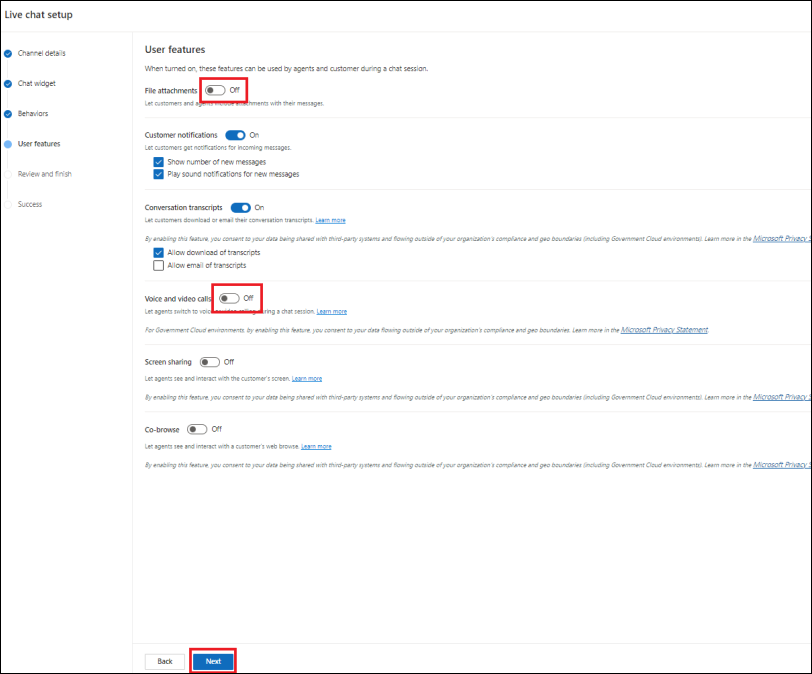 Live chat setup
Channel details
Chat widget
Behaviors
User features
Review and finish
Success
User features
When turned on, these features can be used by agents and customer during a chat session.
File attachments Off
Let customers and agents include attachments with their messages.
Customer notifications On
Let customers get notifications for incoming messages.
Show number of new messages
Play sound notifications for new messages
Conversation transcripts On
Let customers download or email their conversation transcripts. Learn more
By enabling this feature, you consent to your data being shared with third-party systems and flowing outside of your organization's compliance and geo boundaries (including Government Cloud environments). Learn more in the Microsoft Privacy S
Allow download of transcripts
Allow email of transcripts
Voice and video calls Off
Let agents switch to voice or video calling during a chat session. Learn more
For Government Cloud environments, by enabling this feature, you consent to your data flowing outside of your organization's compliance and geo boundaries. Learn more in the Microsoft Privacy Statement.
Screen sharing Off
Let agents see and interact with the customer's screen. Learn more
By enabling this feature, you consent to your data being shared with third-party systems and flowing outside of your organization's compliance and geo boundaries (including Government Cloud environments). Learn more in the Microsoft Privacy S
Co-browse Off
Let agents see and interact with a customer's web browse. Learn more
By enabling this feature, you consent to your data being shared with third-party systems and flowing outside of your organization's compliance and geo boundaries (including Government Cloud environments). Learn more in the Microsoft Privacy S
Back Next